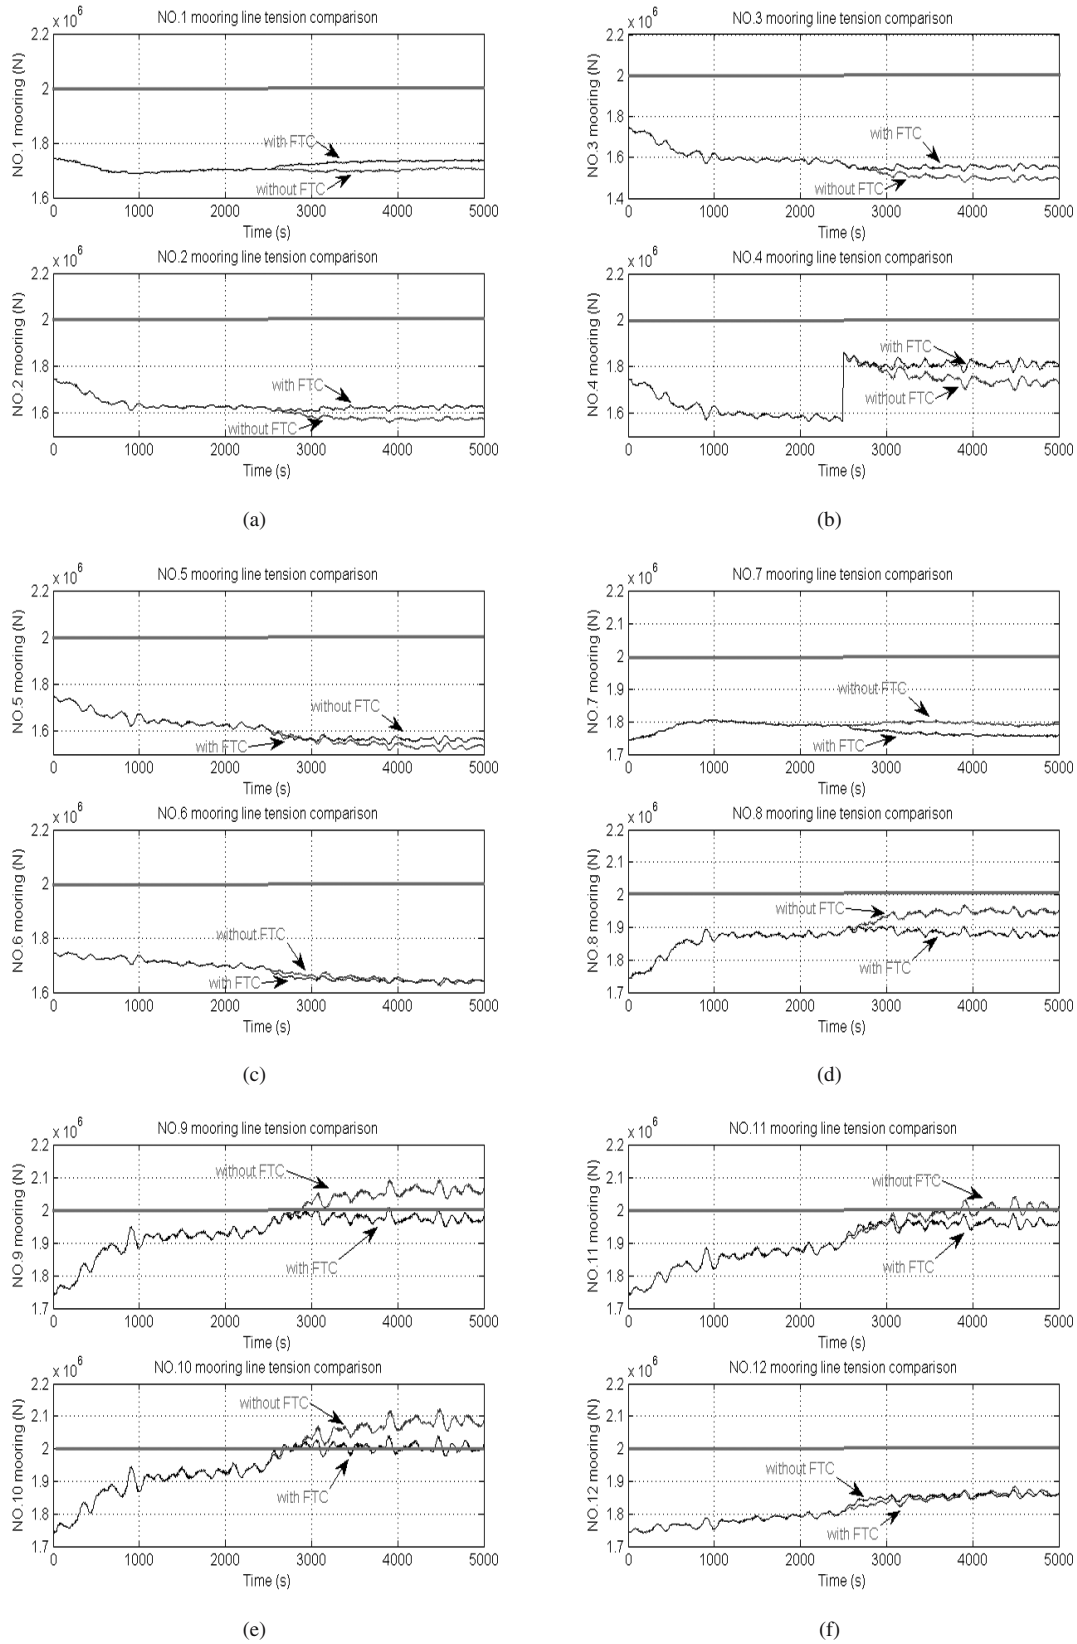 NO.1 mooring line tension comparison
x 10^6
2.2
2
1.8
1.6
NO.1 mooring (N)
with FTC
without FTC
0 1000 2000 3000 4000 5000
Time (s)
NO.2 mooring line tension comparison
x 10^6
2.2
2
1.8
1.6
NO.2 mooring (N)
with FTC
without FTC
0 1000 2000 3000 4000 5000
Time (s)
(a)
NO.3 mooring line tension comparison
x 10^6
2.2
2
1.8
1.6
1.4
NO.3 mooring (N)
with FTC
without FTC
0 1000 2000 3000 4000 5000
Time (s)
NO.4 mooring line tension comparison
x 10^6
2.2
2
1.8
1.6
NO.4 mooring (N)
with FTC
without FTC
0 1000 2000 3000 4000 5000
Time (s)
(b)
NO.5 mooring line tension comparison
x 10^6
2.2
2
1.8
1.6
NO.5 mooring (N)
without FTC
with FTC
0 1000 2000 3000 4000 5000
Time (s)
NO.6 mooring line tension comparison
x 10^6
2.2
2
1.8
1.6
NO.6 mooring (N)
without FTC
with FTC
0 1000 2000 3000 4000 5000
Time (s)
(c)
NO.7 mooring line tension comparison
x 10^6
2.2
2.1
2
1.9
1.8
1.7
NO.7 mooring (N)
without FTC
with FTC
0 1000 2000 3000 4000 5000
Time (s)
NO.8 mooring line tension comparison
x 10^6
2.2
2.1
2
1.9
1.8
1.7
NO.8 mooring (N)
without FTC
with FTC
0 1000 2000 3000 4000 5000
Time (s)
(d)
NO.9 mooring line tension comparison
x 10^6
2.2
2.1
2
1.9
1.8
1.7
NO.9 mooring (N)
without FTC
with FTC
0 1000 2000 3000 4000 5000
Time (s)
NO.10 mooring line tension comparison
x 10^6
2.2
2.1
2
1.9
1.8
1.7
NO.10 mooring (N)
without FTC
with FTC
0 1000 2000 3000 4000 5000
Time (s)
(e)
NO.11 mooring line tension comparison
x 10^6
2.2
2.1
2
1.9
1.8
1.7
NO.11 mooring (N)
without FTC
with FTC
0 1000 2000 3000 4000 5000
Time (s)
NO.12 mooring line tension comparison
x 10^6
2.2
2.1
2
1.9
1.8
1.7
NO.12 mooring (N)
without FTC
with FTC
0 1000 2000 3000 4000 5000
Time (s)
(f)